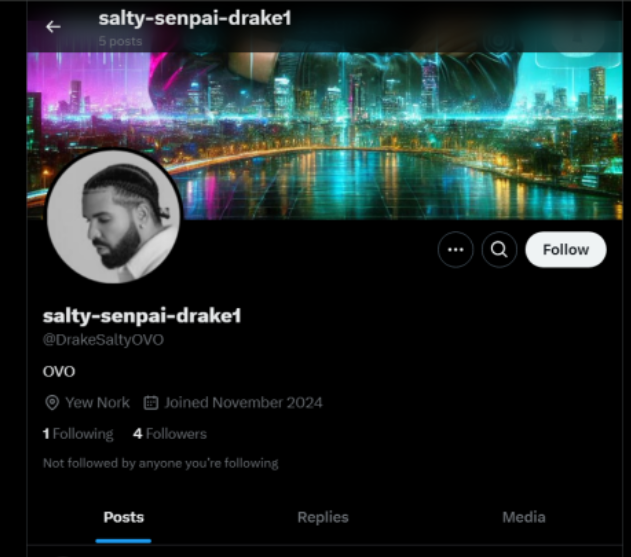 salty-senpai-drake1
5 posts
Follow
salty-senpai-drake1
@DrakeSaltyOVO
OVO
Yew Nork Joined November 2024
1 Following 4 Followers
Not followed by anyone you're following
Posts Replies Media